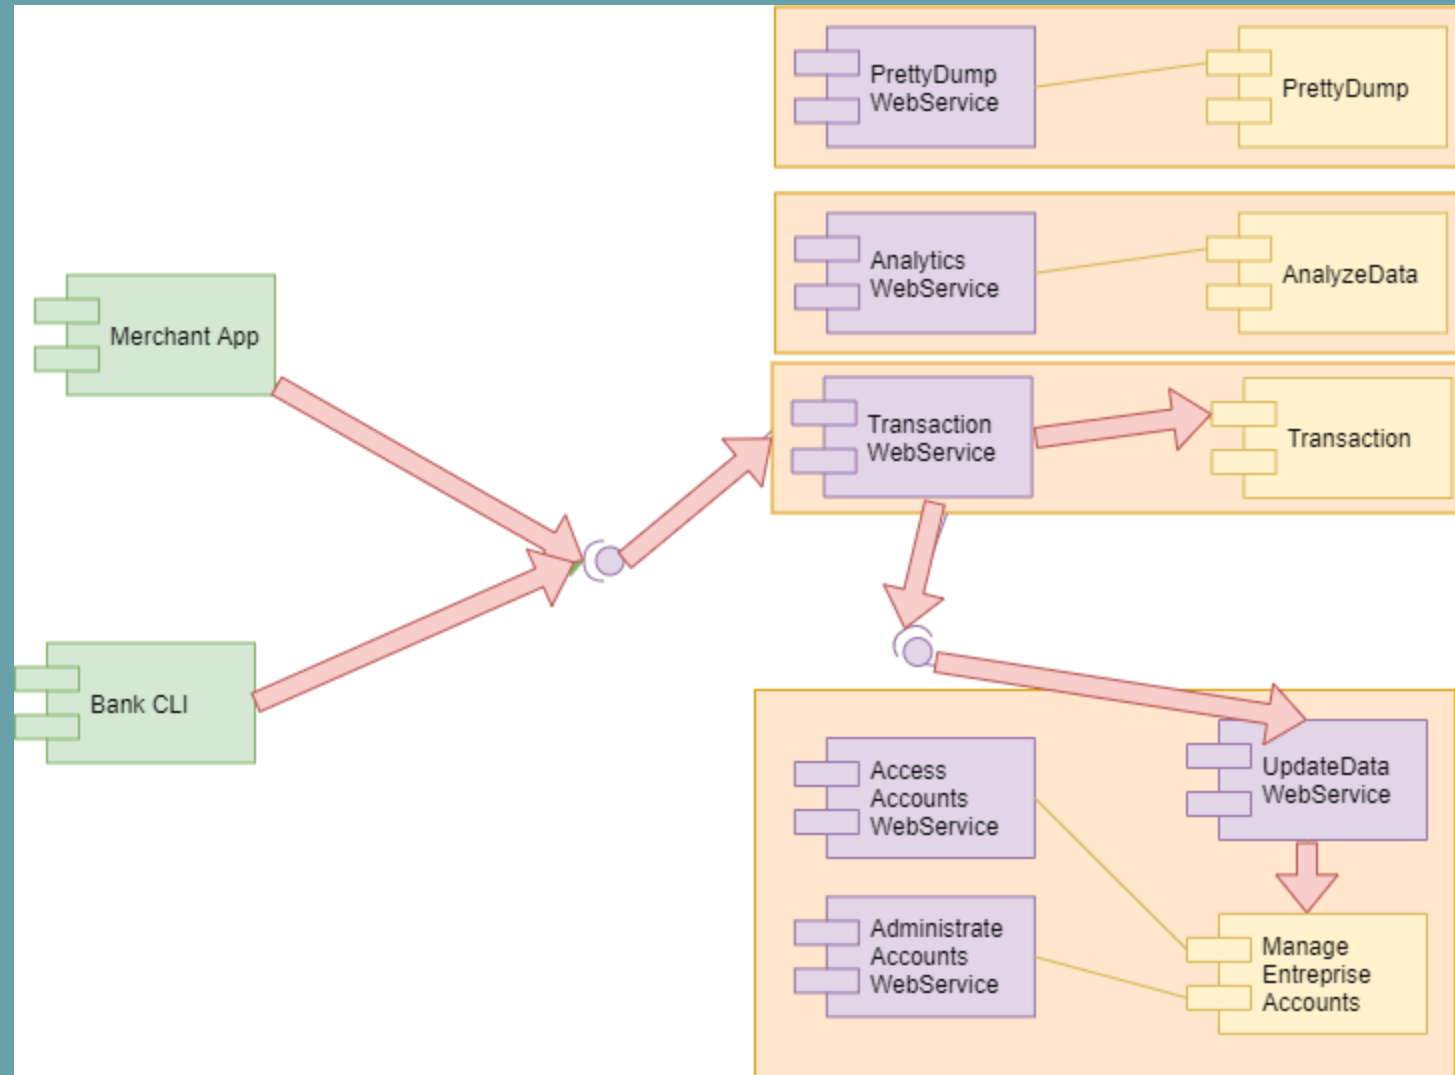 PrettyDump
WebService
PrettyDump
Analytics
WebService
AnalyzeData
Merchant App
Transaction
WebService
Transaction
Bank CLI
Access
Accounts
WebService
UpdateData
WebService
Administrate
Accounts
WebService
Manage
Entreprise
Accounts